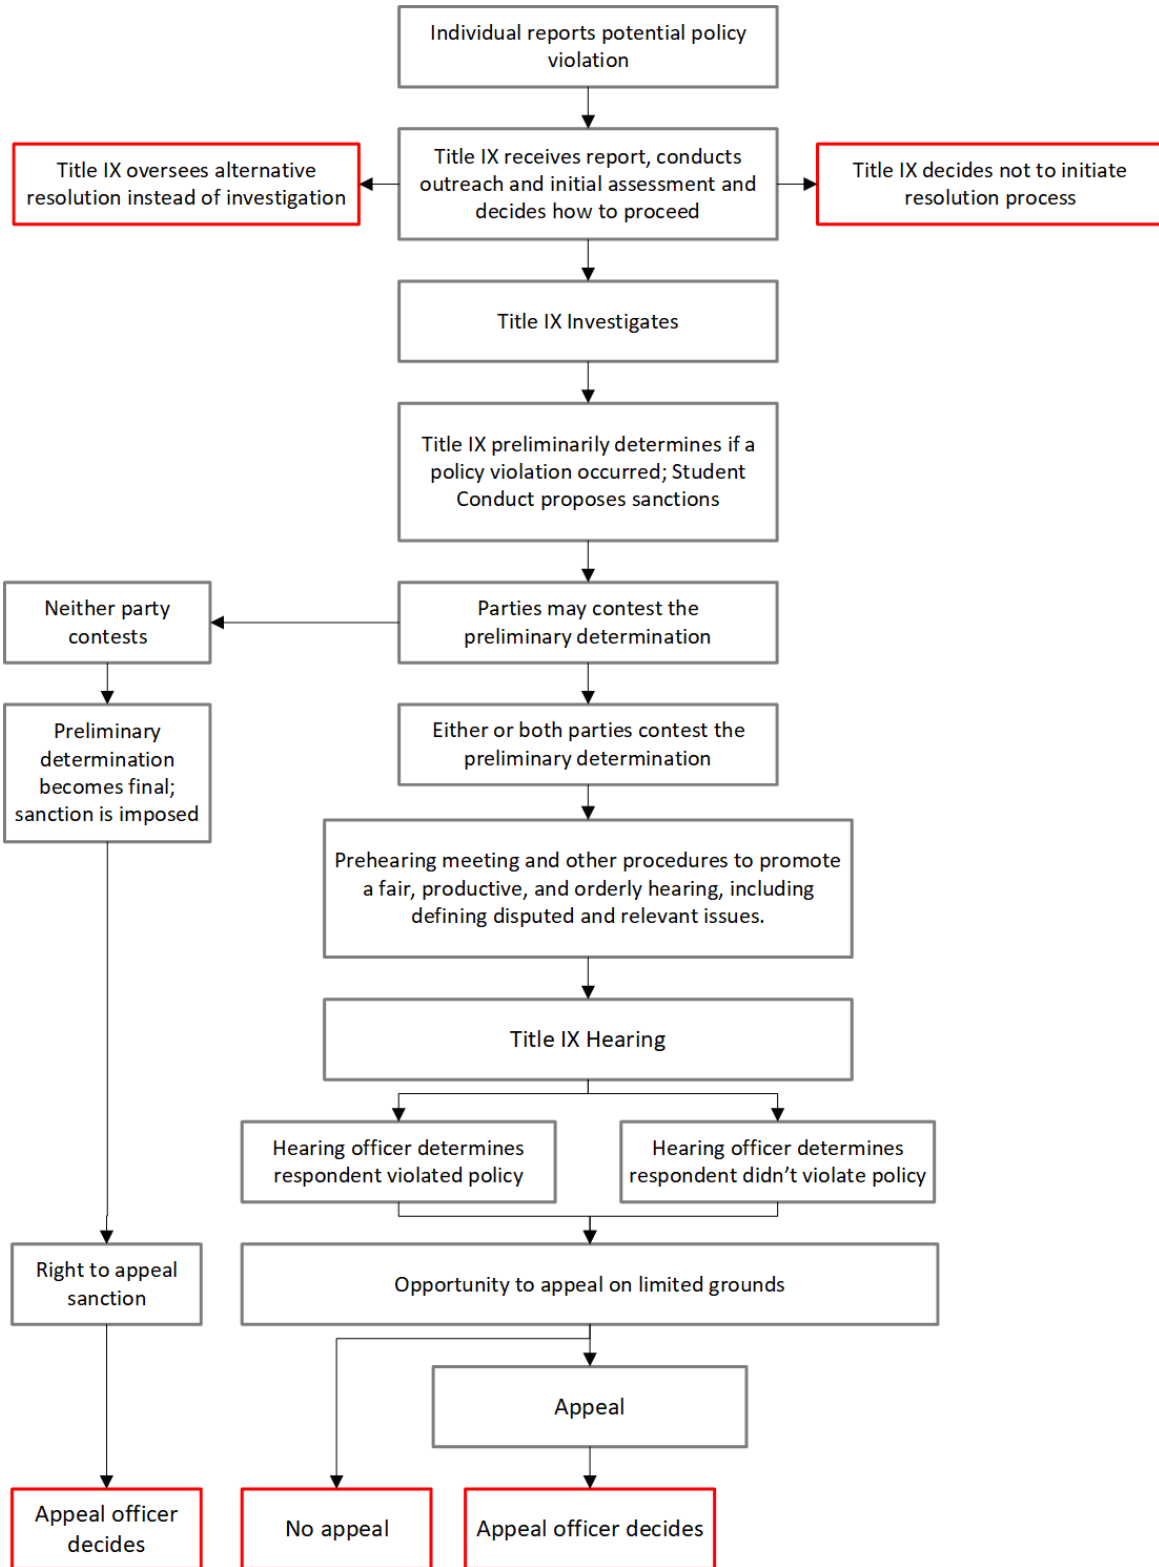 Individual reports potential policy
violation
Title IX oversees alternative
resolution instead of investigation
Title IX receives report, conducts
outreach and initial assessment and
decides how to proceed
Title IX decides not to initiate
resolution process
Title IX Investigates
Title IX preliminarily determines if a
policy violation occurred; Student
Conduct proposes sanctions
Neither party
contests
Parties may contest the
preliminary determination
Preliminary
determination
becomes final;
sanction is imposed
Either or both parties contest the
preliminary determination
Prehearing meeting and other procedures to promote
a fair, productive, and orderly hearing, including
defining disputed and relevant issues.
Title IX Hearing
Hearing officer determines
respondent violated policy
Hearing officer determines
respondent didn’t violate policy
Right to appeal
sanction
Opportunity to appeal on limited grounds
Appeal
Appeal officer
decides
No appeal
Appeal officer decides